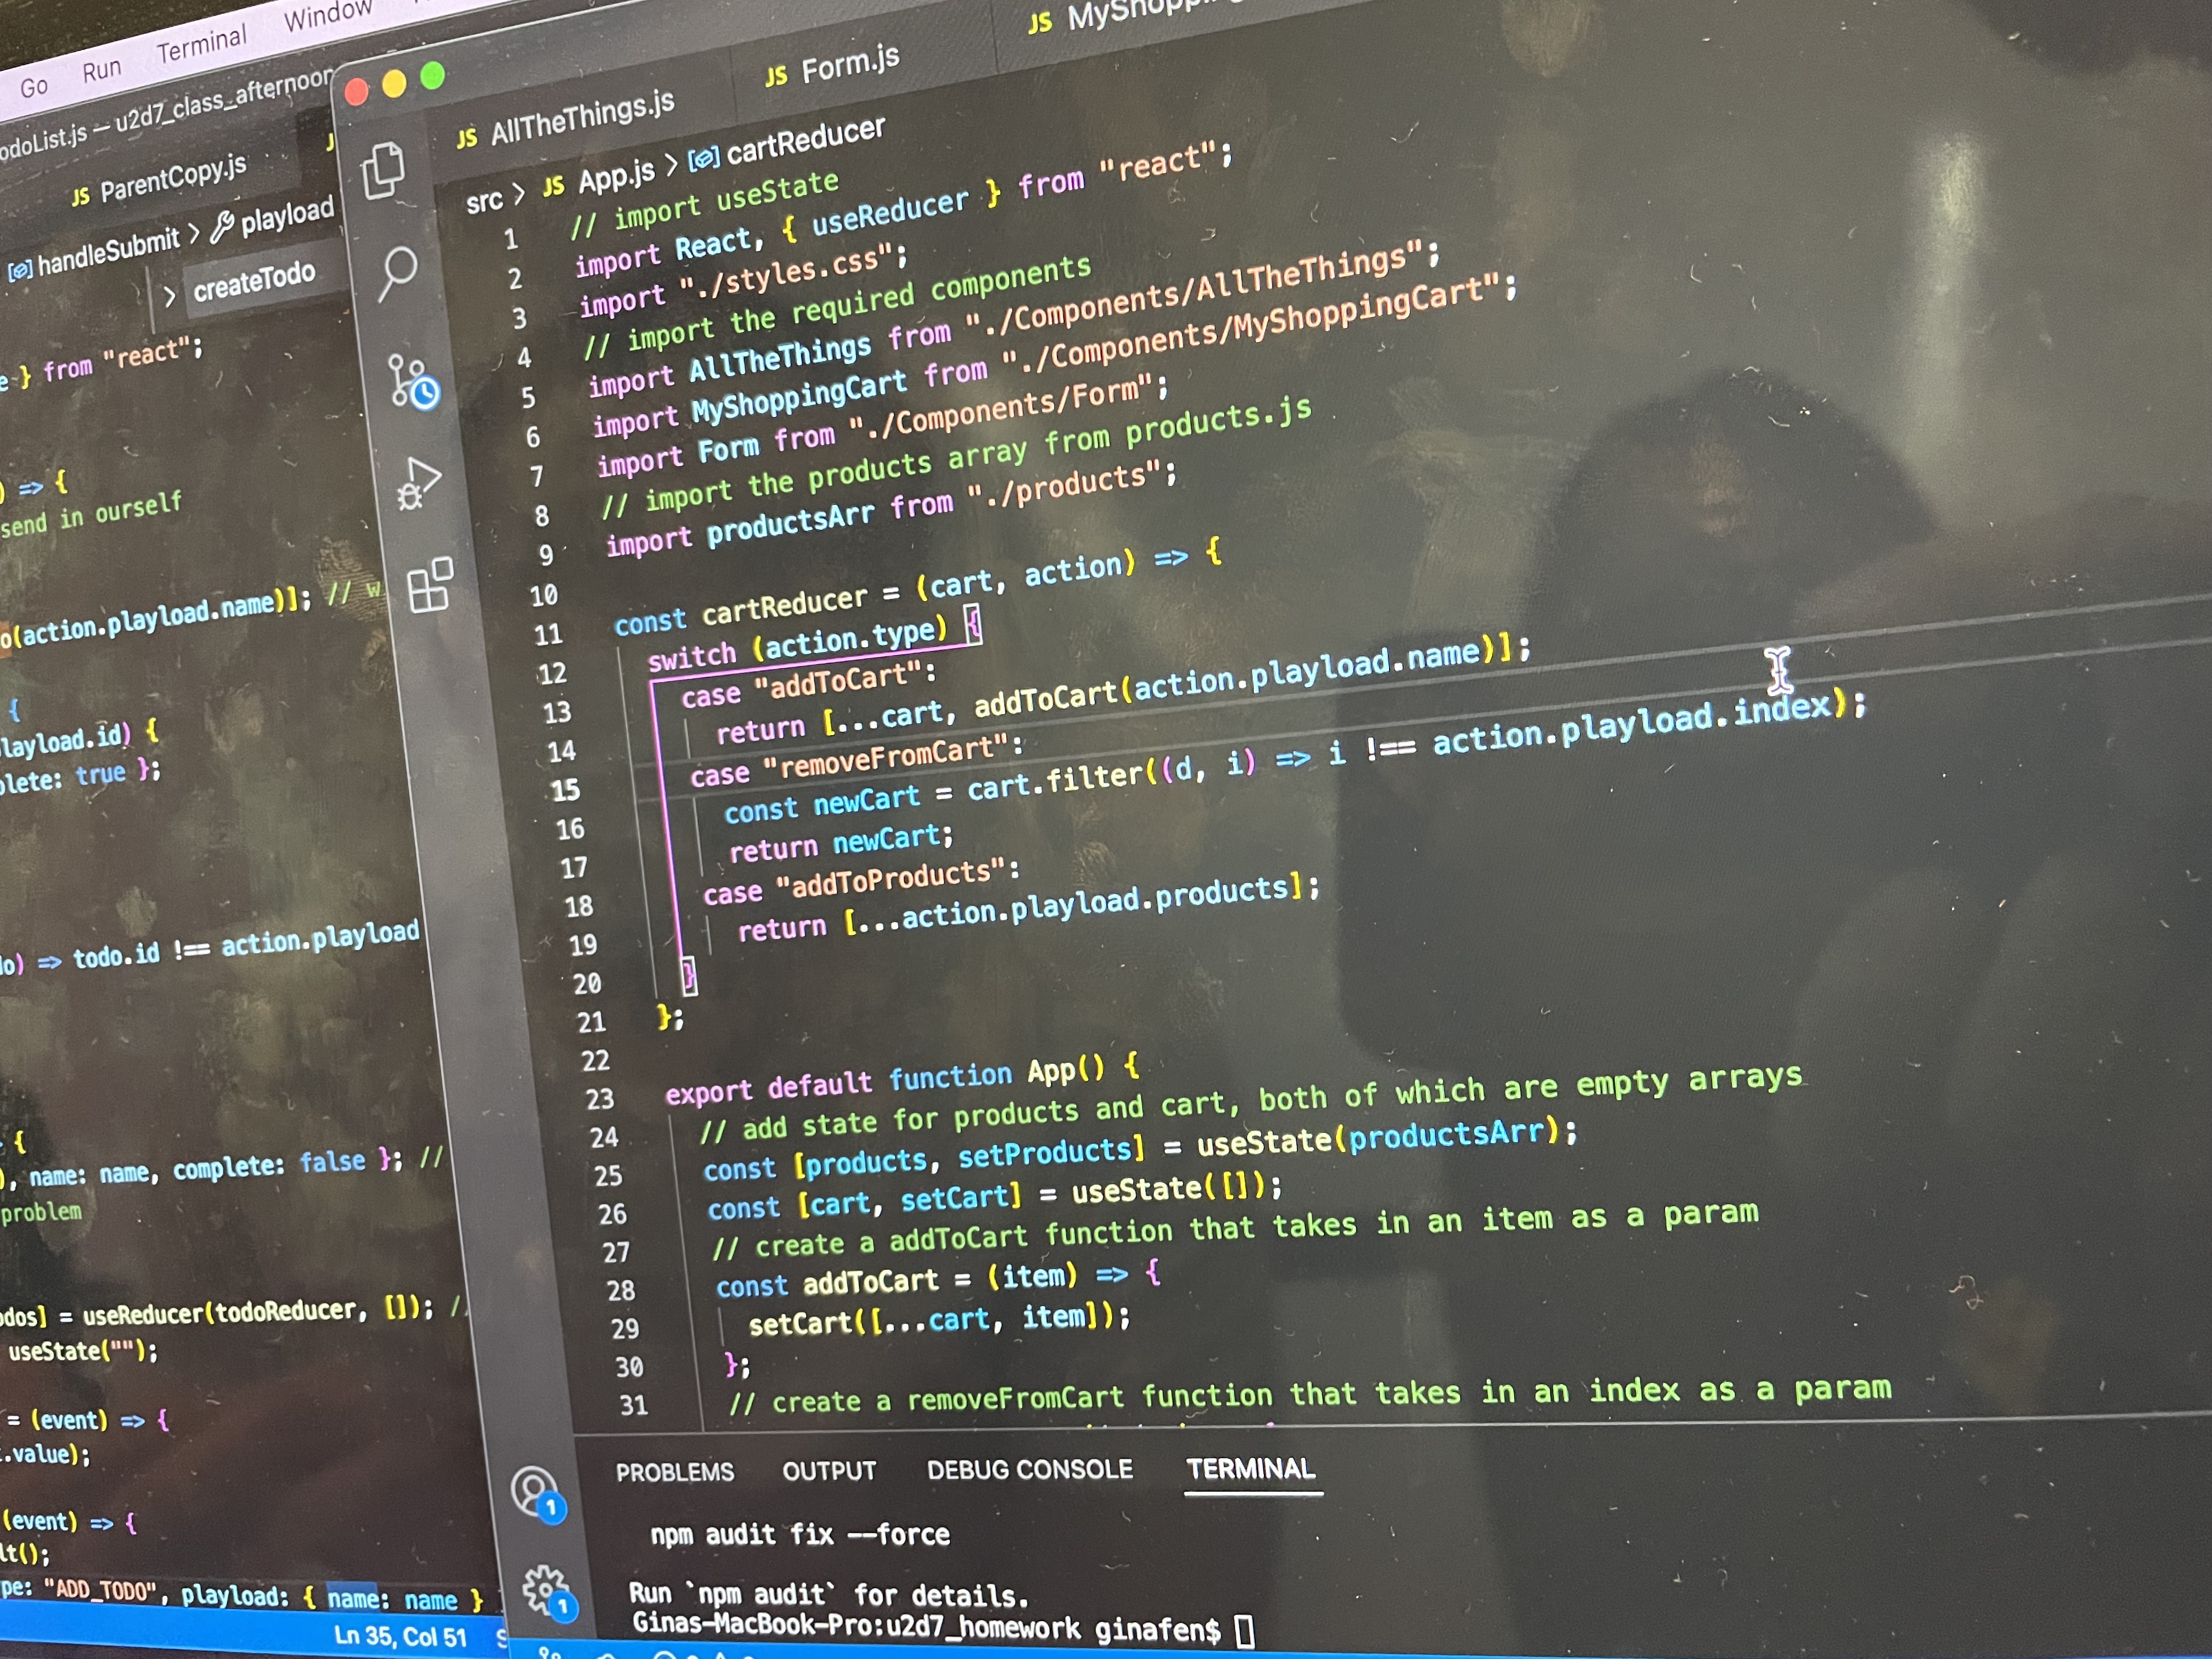 Go Run Terminal Window
odoList.js — u2d7_class_afternoon
JS ParentCopy.js
handleSubmit > playload
> createTodo
e } from "react";
) => {
send in ourself
o(action.playload.name)]; // w
{
layload.id) {
plete: true };
do) => todo.id !== action.playload
{
), name: name, complete: false }; //
problem
odos] = useReducer(todoReducer, []); //
useState("");
= (event) => {
.value);
(event) => {
lt();
pe: "ADD_TODO", playload: { name: name }
Ln 35, Col 51
JS AllTheThings.js JS Form.js JS MyShopping
src > JS App.js > cartReducer
1 // import useState
2 import React, { useReducer } from "react";
3 import "./styles.css";
4 // import the required components
5 import AllTheThings from "./Components/AllTheThings";
6 import MyShoppingCart from "./Components/MyShoppingCart";
7 import Form from "./Components/Form";
8 // import the products array from products.js
9 import productsArr from "./products";
10
11 const cartReducer = (cart, action) => {
12 switch (action.type) {
13 case "addToCart":
14 return [...cart, addToCart(action.playload.name)];
15 case "removeFromCart":
16 const newCart = cart.filter((d, i) => i !== action.playload.index);
17 return newCart;
18 case "addToProducts":
19 return [...action.playload.products];
20 }
21 };
22
23 export default function App() {
24 // add state for products and cart, both of which are empty arrays
25 const [products, setProducts] = useState(productsArr);
26 const [cart, setCart] = useState([]);
27 // create a addToCart function that takes in an item as a param
28 const addToCart = (item) => {
29 setCart([...cart, item]);
30 };
31 // create a removeFromCart function that takes in an index as a param
PROBLEMS OUTPUT DEBUG CONSOLE TERMINAL
npm audit fix --force
Run `npm audit` for details.
Ginas-MacBook-Pro:u2d7_homework ginafen$
1
1